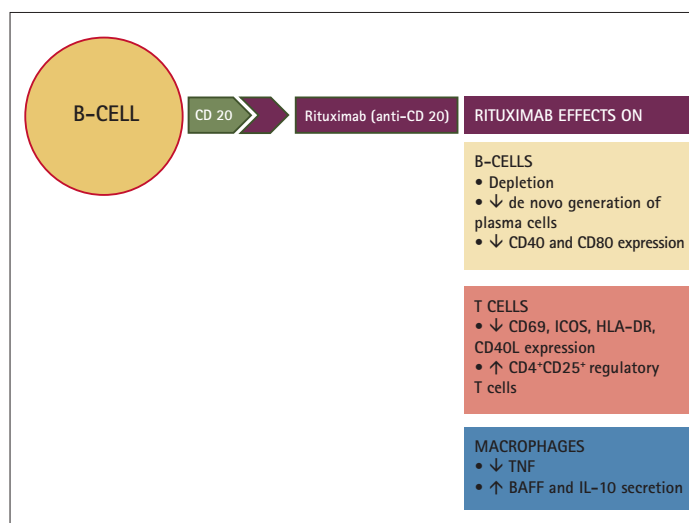 B-CELL
CD 20
Rituximab (anti-CD 20)
RITUXIMAB EFFECTS ON
B-CELLS
• Depletion
• ↓ de novo generation of
plasma cells
• ↓ CD40 and CD80 expression
T CELLS
• ↓ CD69, ICOS, HLA-DR,
CD40L expression
• ↑ CD4⁺CD25⁺ regulatory
T cells
MACROPHAGES
• ↓ TNF
• ↑ BAFF and IL-10 secretion